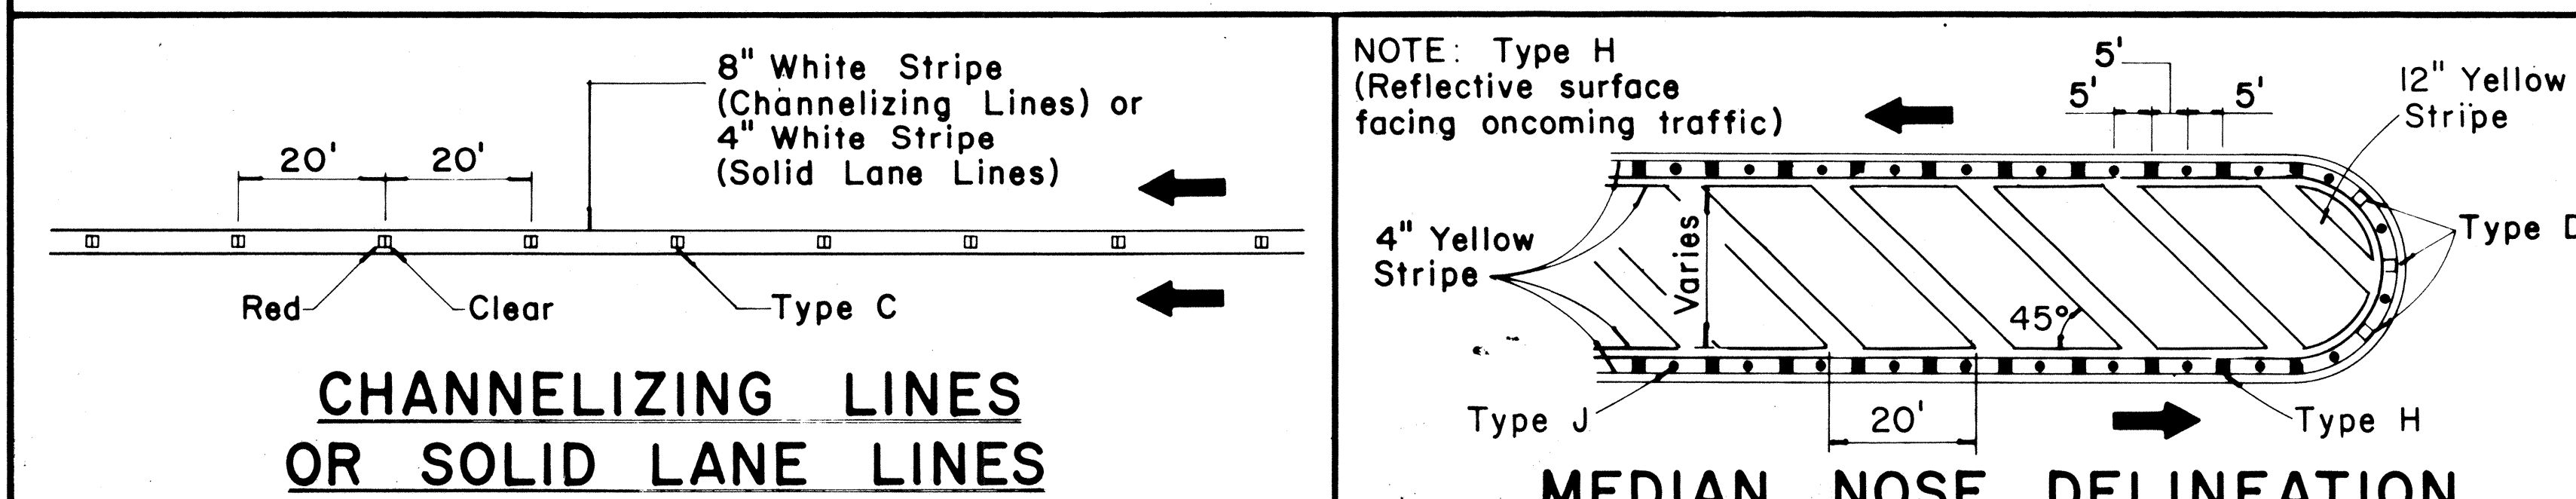 8" White Stripe
(Channelizing Lines) or
4" White Stripe
(Solid Lane Lines)
20'
20'
Red
Clear
Type C
CHANNELIZING LINES
OR SOLID LANE LINES
NOTE: Type H
(Reflective surface
facing oncoming traffic)
5'
5'
5'
12" Yellow
Stripe
4" Yellow
Stripe
Varies
45°
Type D
Type J
20'
Type H
MEDIAN NOSE DELINEATION